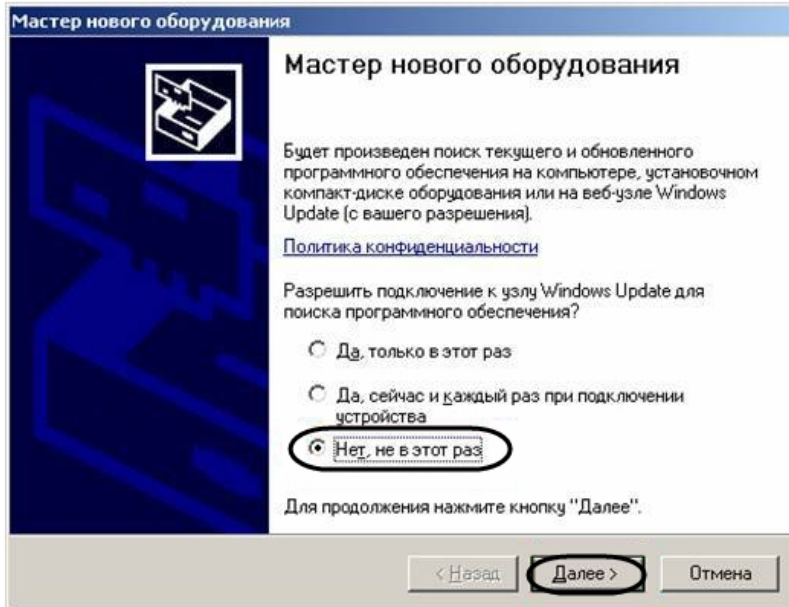 Мастер нового оборудования
Мастер нового оборудования
Будет произведен поиск текущего и обновленного
программного обеспечения на компьютере, установочном
компакт-диске оборудования или на веб-узле Windows
Update (с вашего разрешения).
Политика конфиденциальности
Разрешить подключение к узлу Windows Update для
поиска программного обеспечения?
Да, только в этот раз
Да, сейчас и каждый раз при подключении
устройства
Нет, не в этот раз
Для продолжения нажмите кнопку "Далее".
< Назад Далее > Отмена